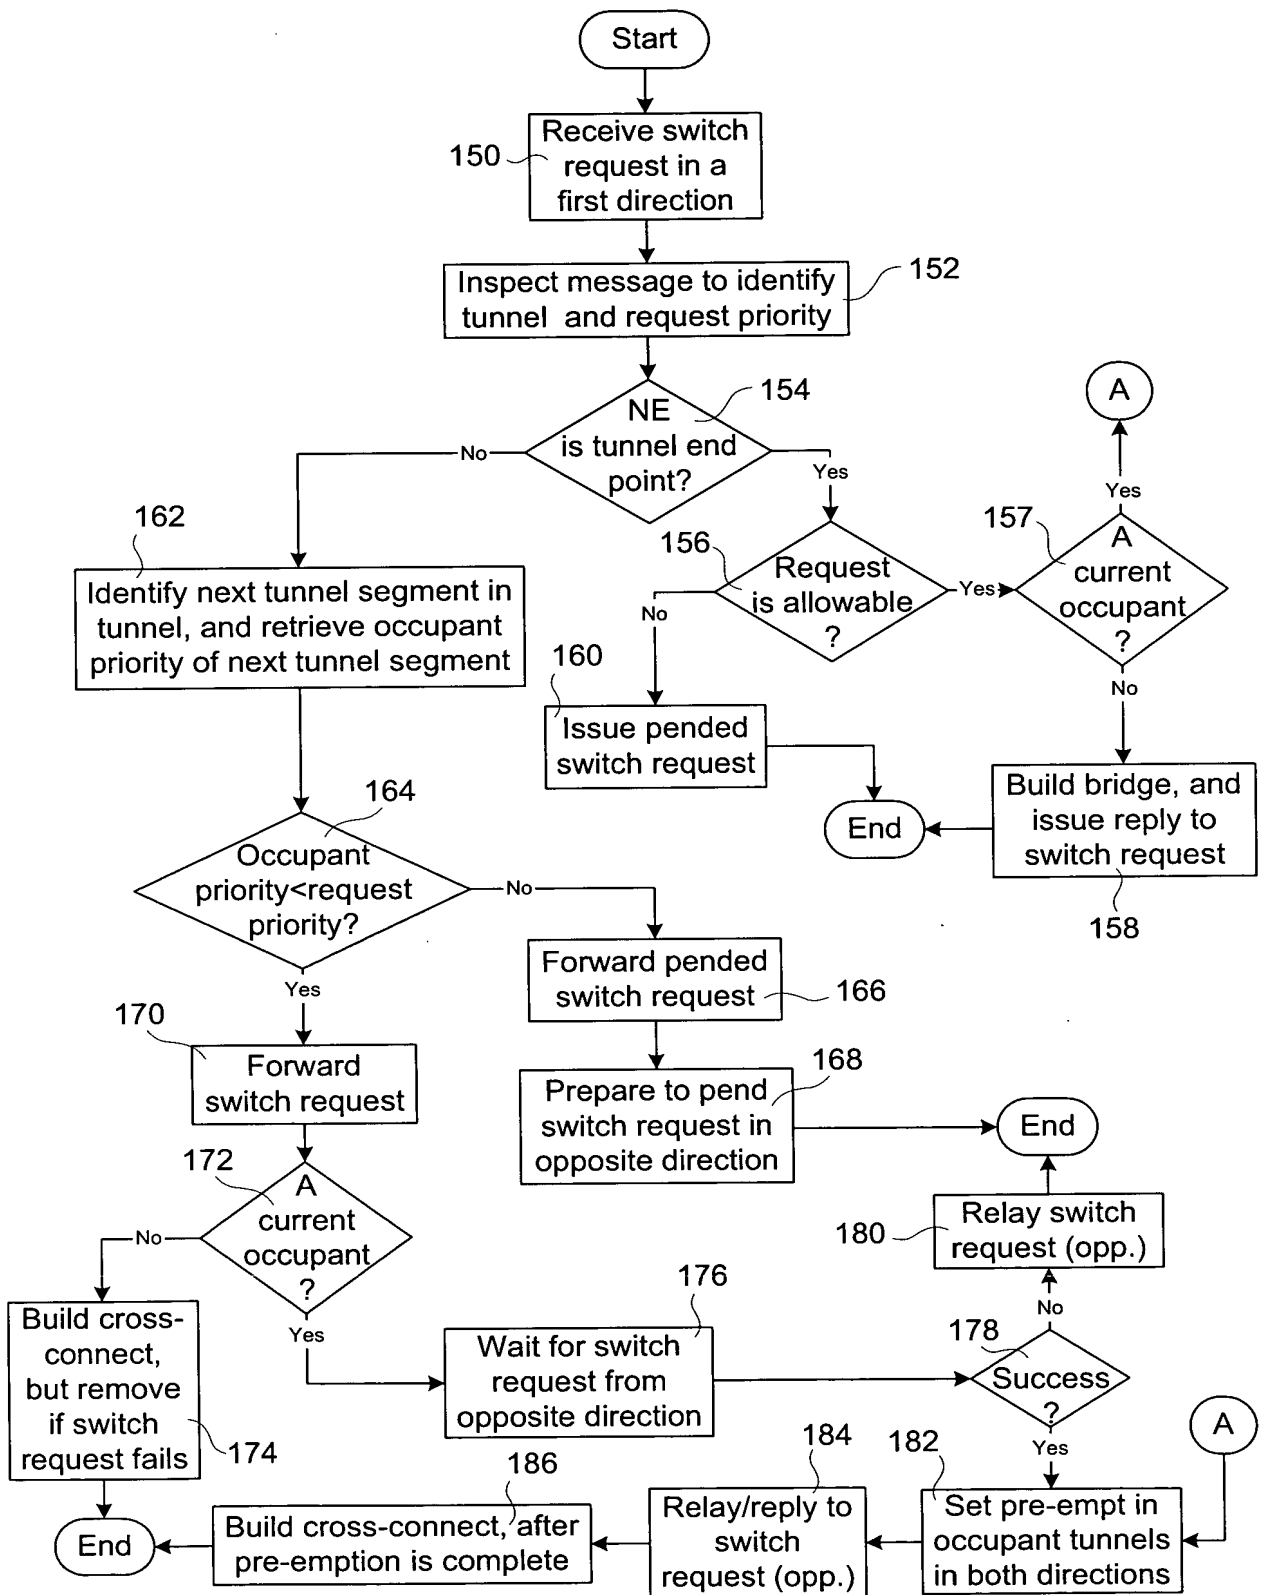 Start
Receive switch
request in a
first direction
150
Inspect message to identify
tunnel and request priority
152
NE
is tunnel end
point?
154
No
Yes
A
Yes
157
A
current
occupant
?
156
Request
is allowable
?
Yes
No
No
162
Identify next tunnel segment in
tunnel, and retrieve occupant
priority of next tunnel segment
160
Issue pended
switch request
End
Build bridge, and
issue reply to
switch request
158
164
Occupant
priority<request
priority?
No
Yes
Forward pended
switch request
166
170
Forward
switch request
Prepare to pend
switch request in
opposite direction
168
End
172
A
current
occupant
?
No
Yes
180
Relay switch
request (opp.)
No
Build cross-
connect,
but remove
if switch
request fails
174
176
Wait for switch
request from
opposite direction
178
Success
?
Yes
A
End
186
Build cross-connect, after
pre-emption is complete
184
Relay/reply to
switch
request (opp.)
182
Set pre-empt in
occupant tunnels
in both directions